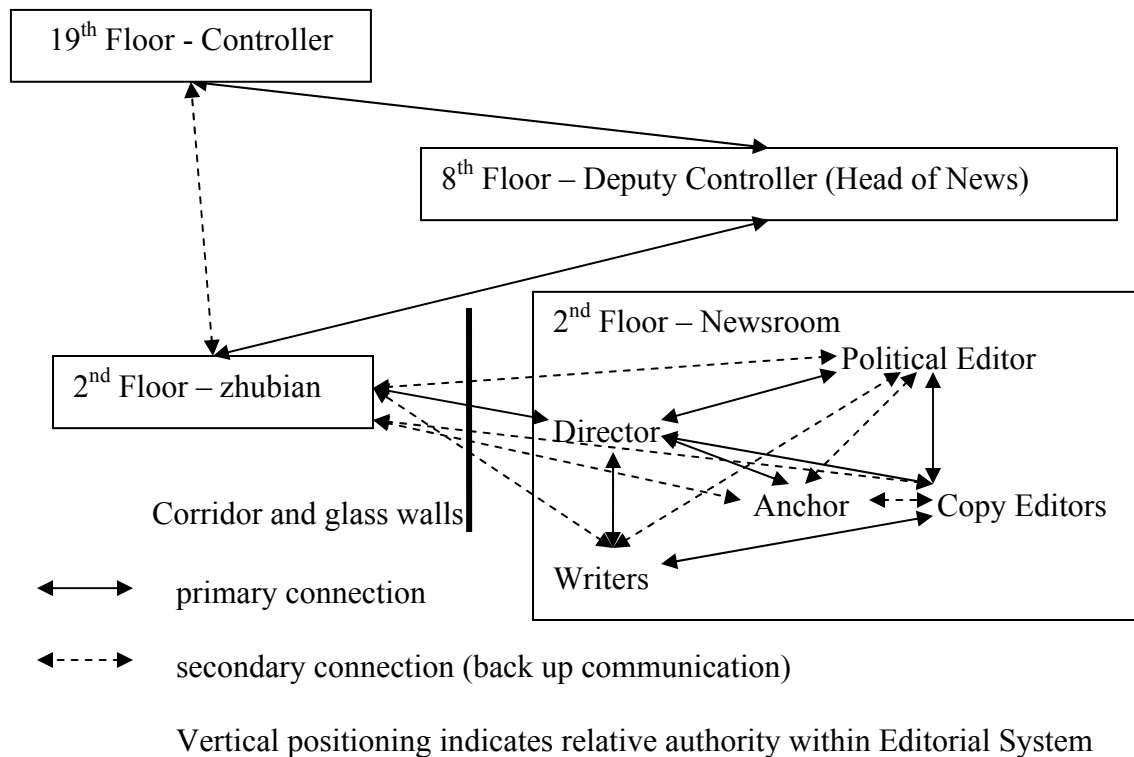 19th Floor - Controller
8th Floor – Deputy Controller (Head of News)
2nd Floor – Newsroom
Political Editor
2nd Floor – zhubian
Director
Corridor and glass walls
Anchor
Copy Editors
Writers
primary connection
secondary connection (back up communication)
Vertical positioning indicates relative authority within Editorial System